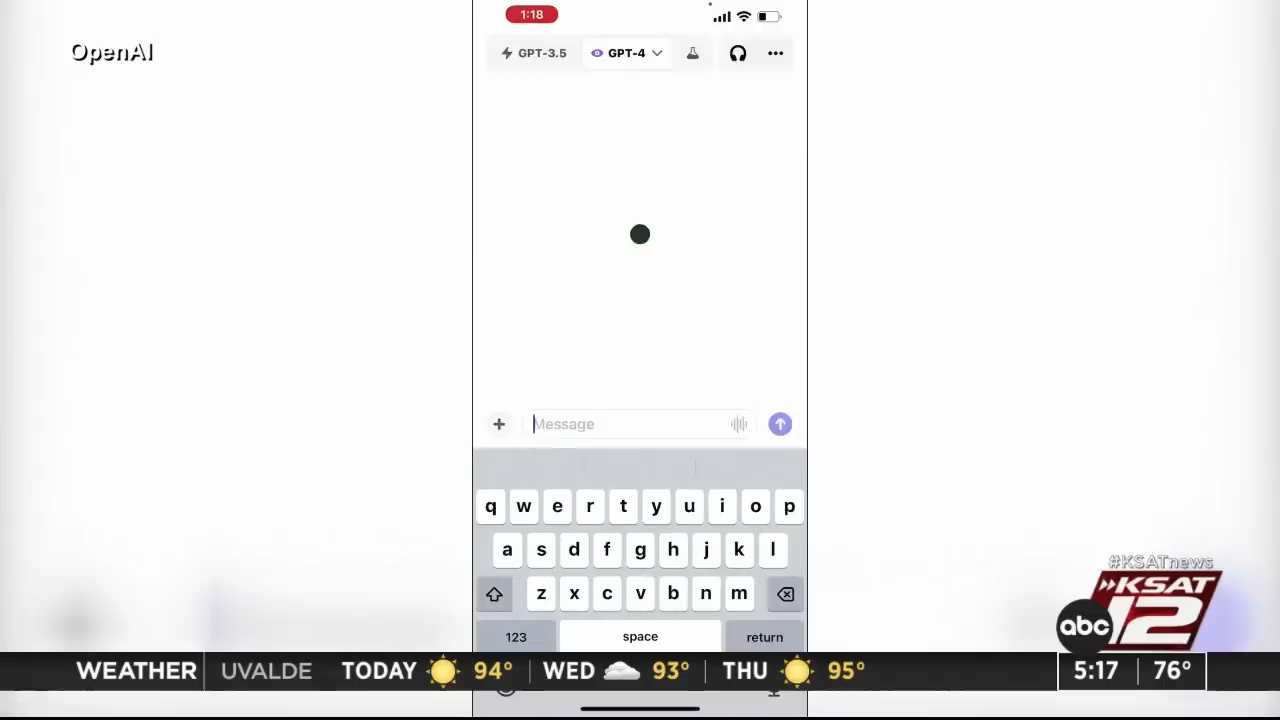 OpenAI
1:18
GPT-3.5 GPT-4
Message
q w e r t y u i o p
a s d f g h j k l
z x c v b n m
123 space return
#KSATnews
KSAT
abc 12
WEATHER UVALDE TODAY 94° WED 93° THU 95° 5:17 76°